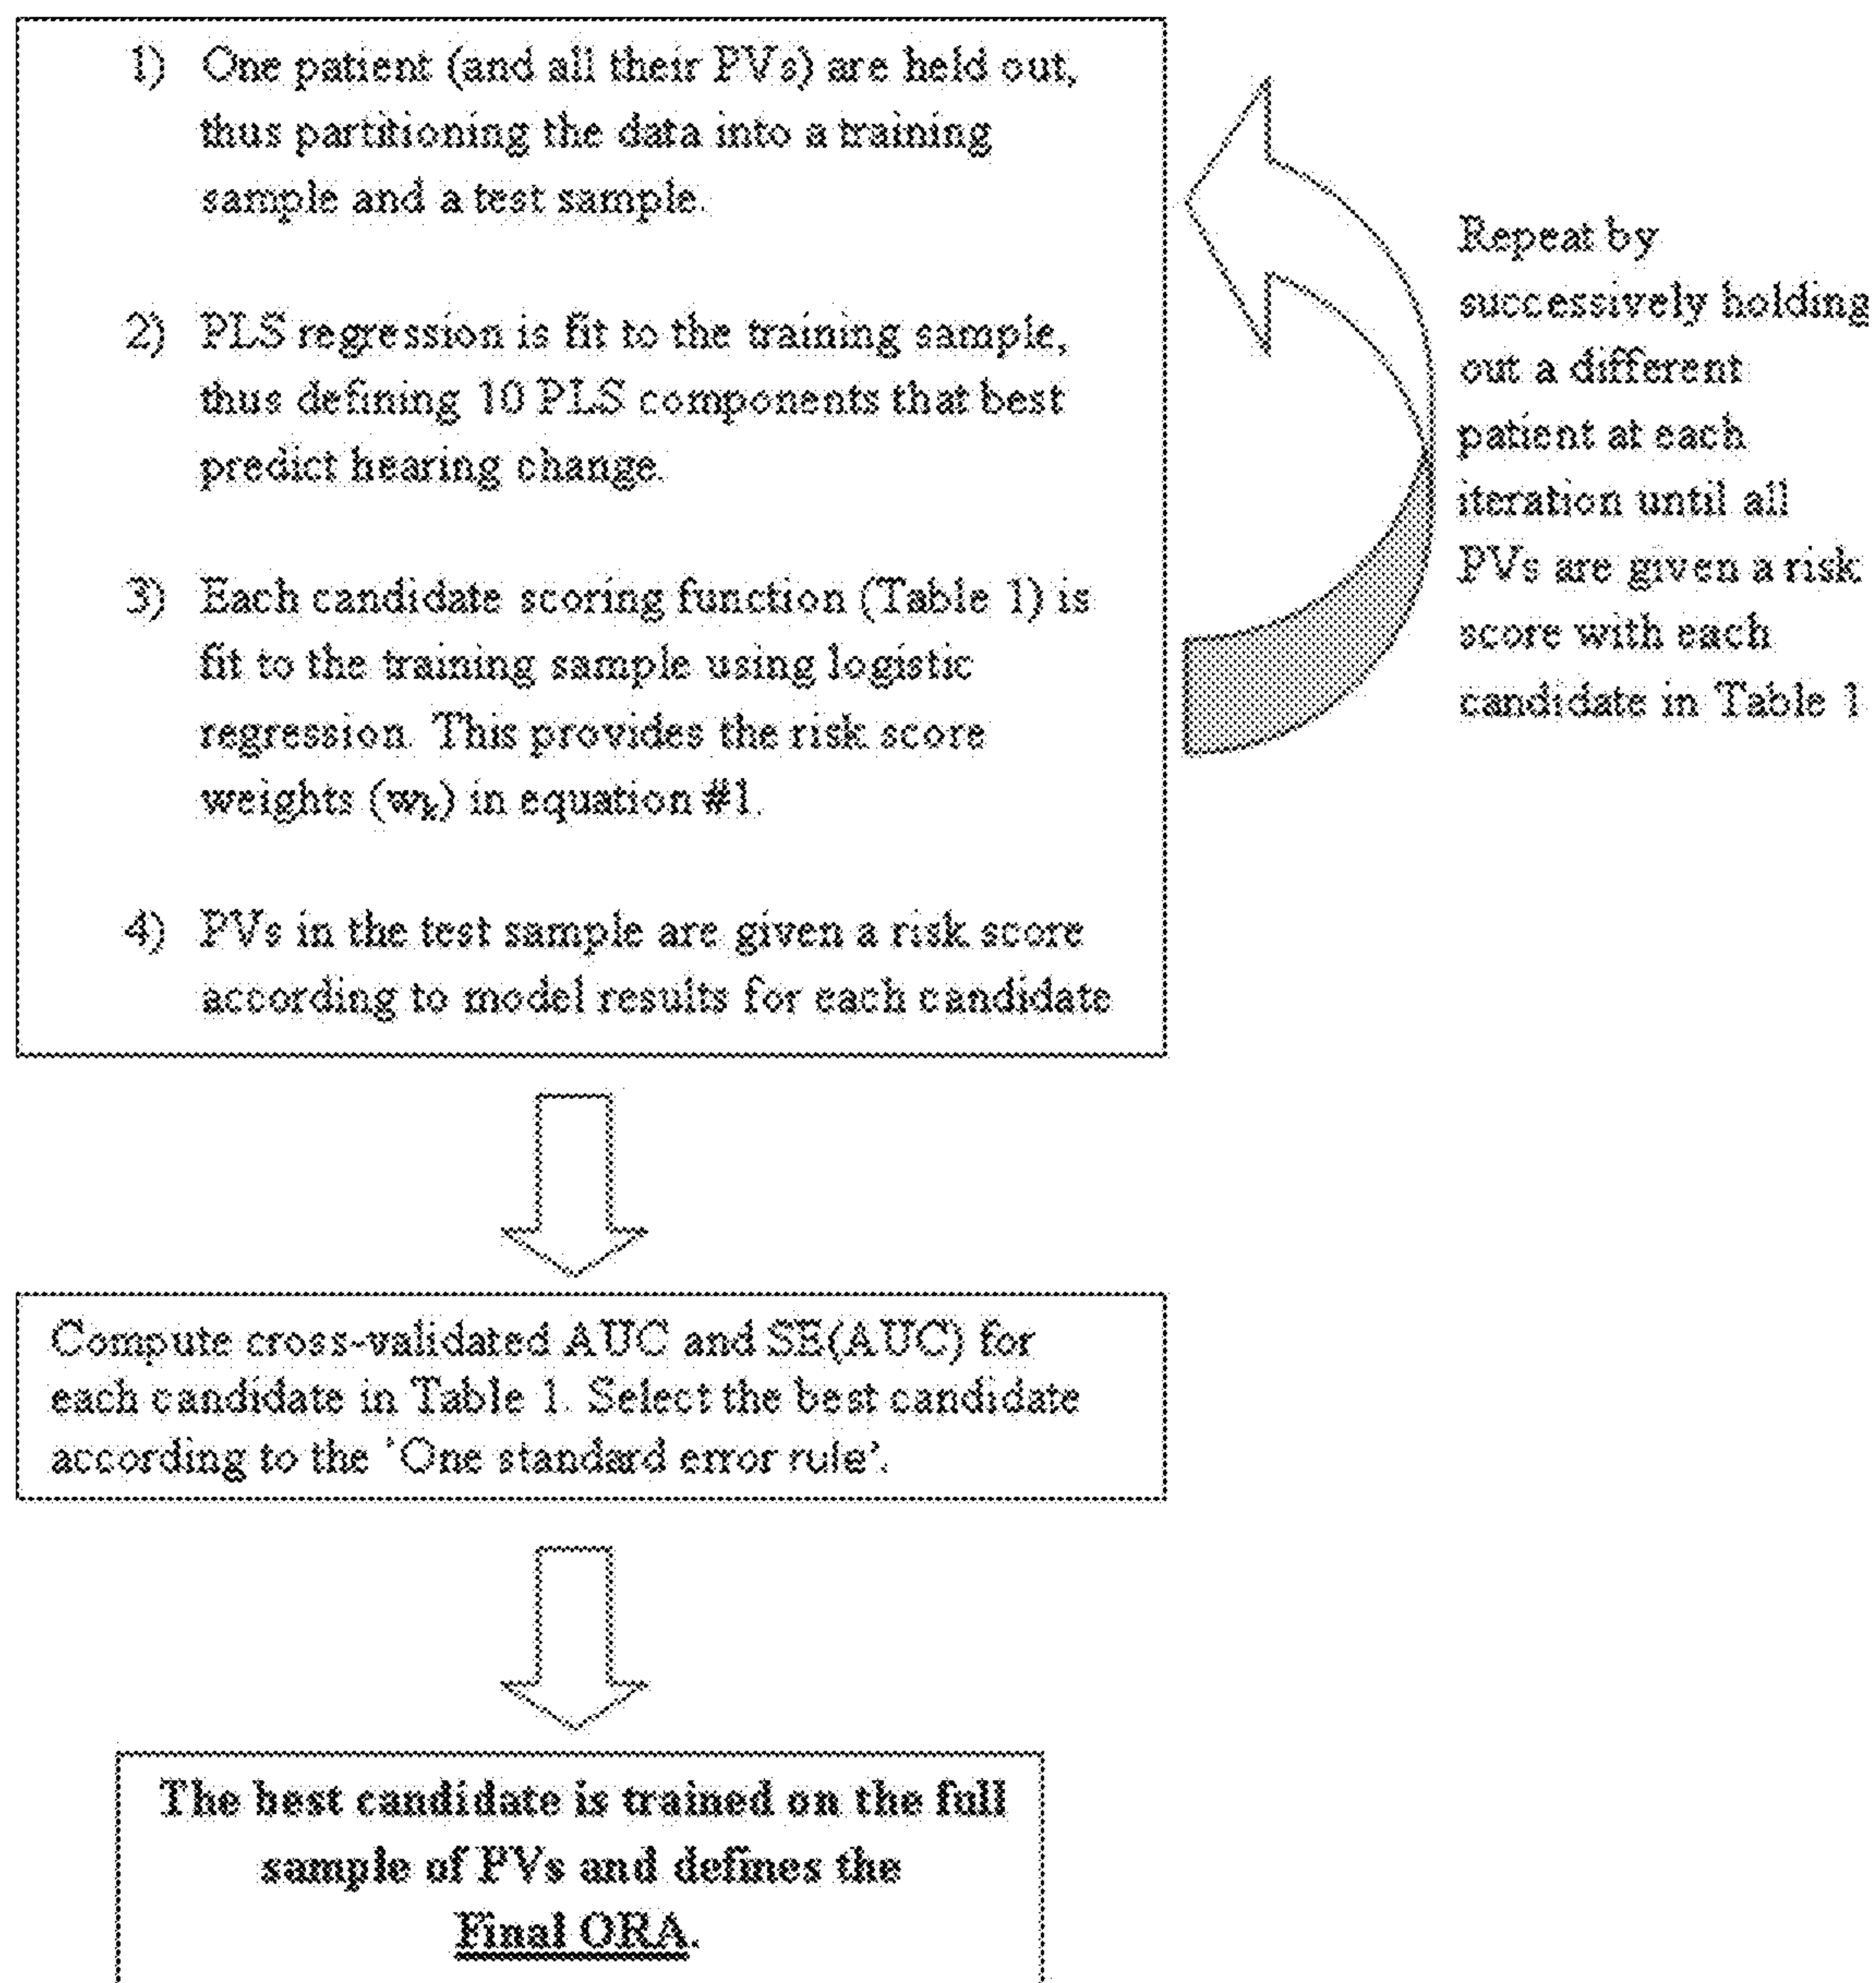 1) One patient (and all their PVs) are held out,
thus partitioning the data into a training
sample and a test sample.
2) PLS regression is fit to the training sample,
thus defining 10 PLS components that best
predict hearing change.
3) Each candidate scoring function (Table 1) is
fit to the training sample using logistic
regression. This provides the risk score
weights (wk) in equation #1.
4) PVs in the test sample are given a risk score
according to model results for each candidate
Repeat by
successively holding
out a different
patient at each
iteration until all
PVs are given a risk
score with each
candidate in Table 1
Compute cross-validated AUC and SE(AUC) for
each candidate in Table 1. Select the best candidate
according to the ‘One standard error rule’.
The best candidate is trained on the full
sample of PVs and defines the
Final ORA.